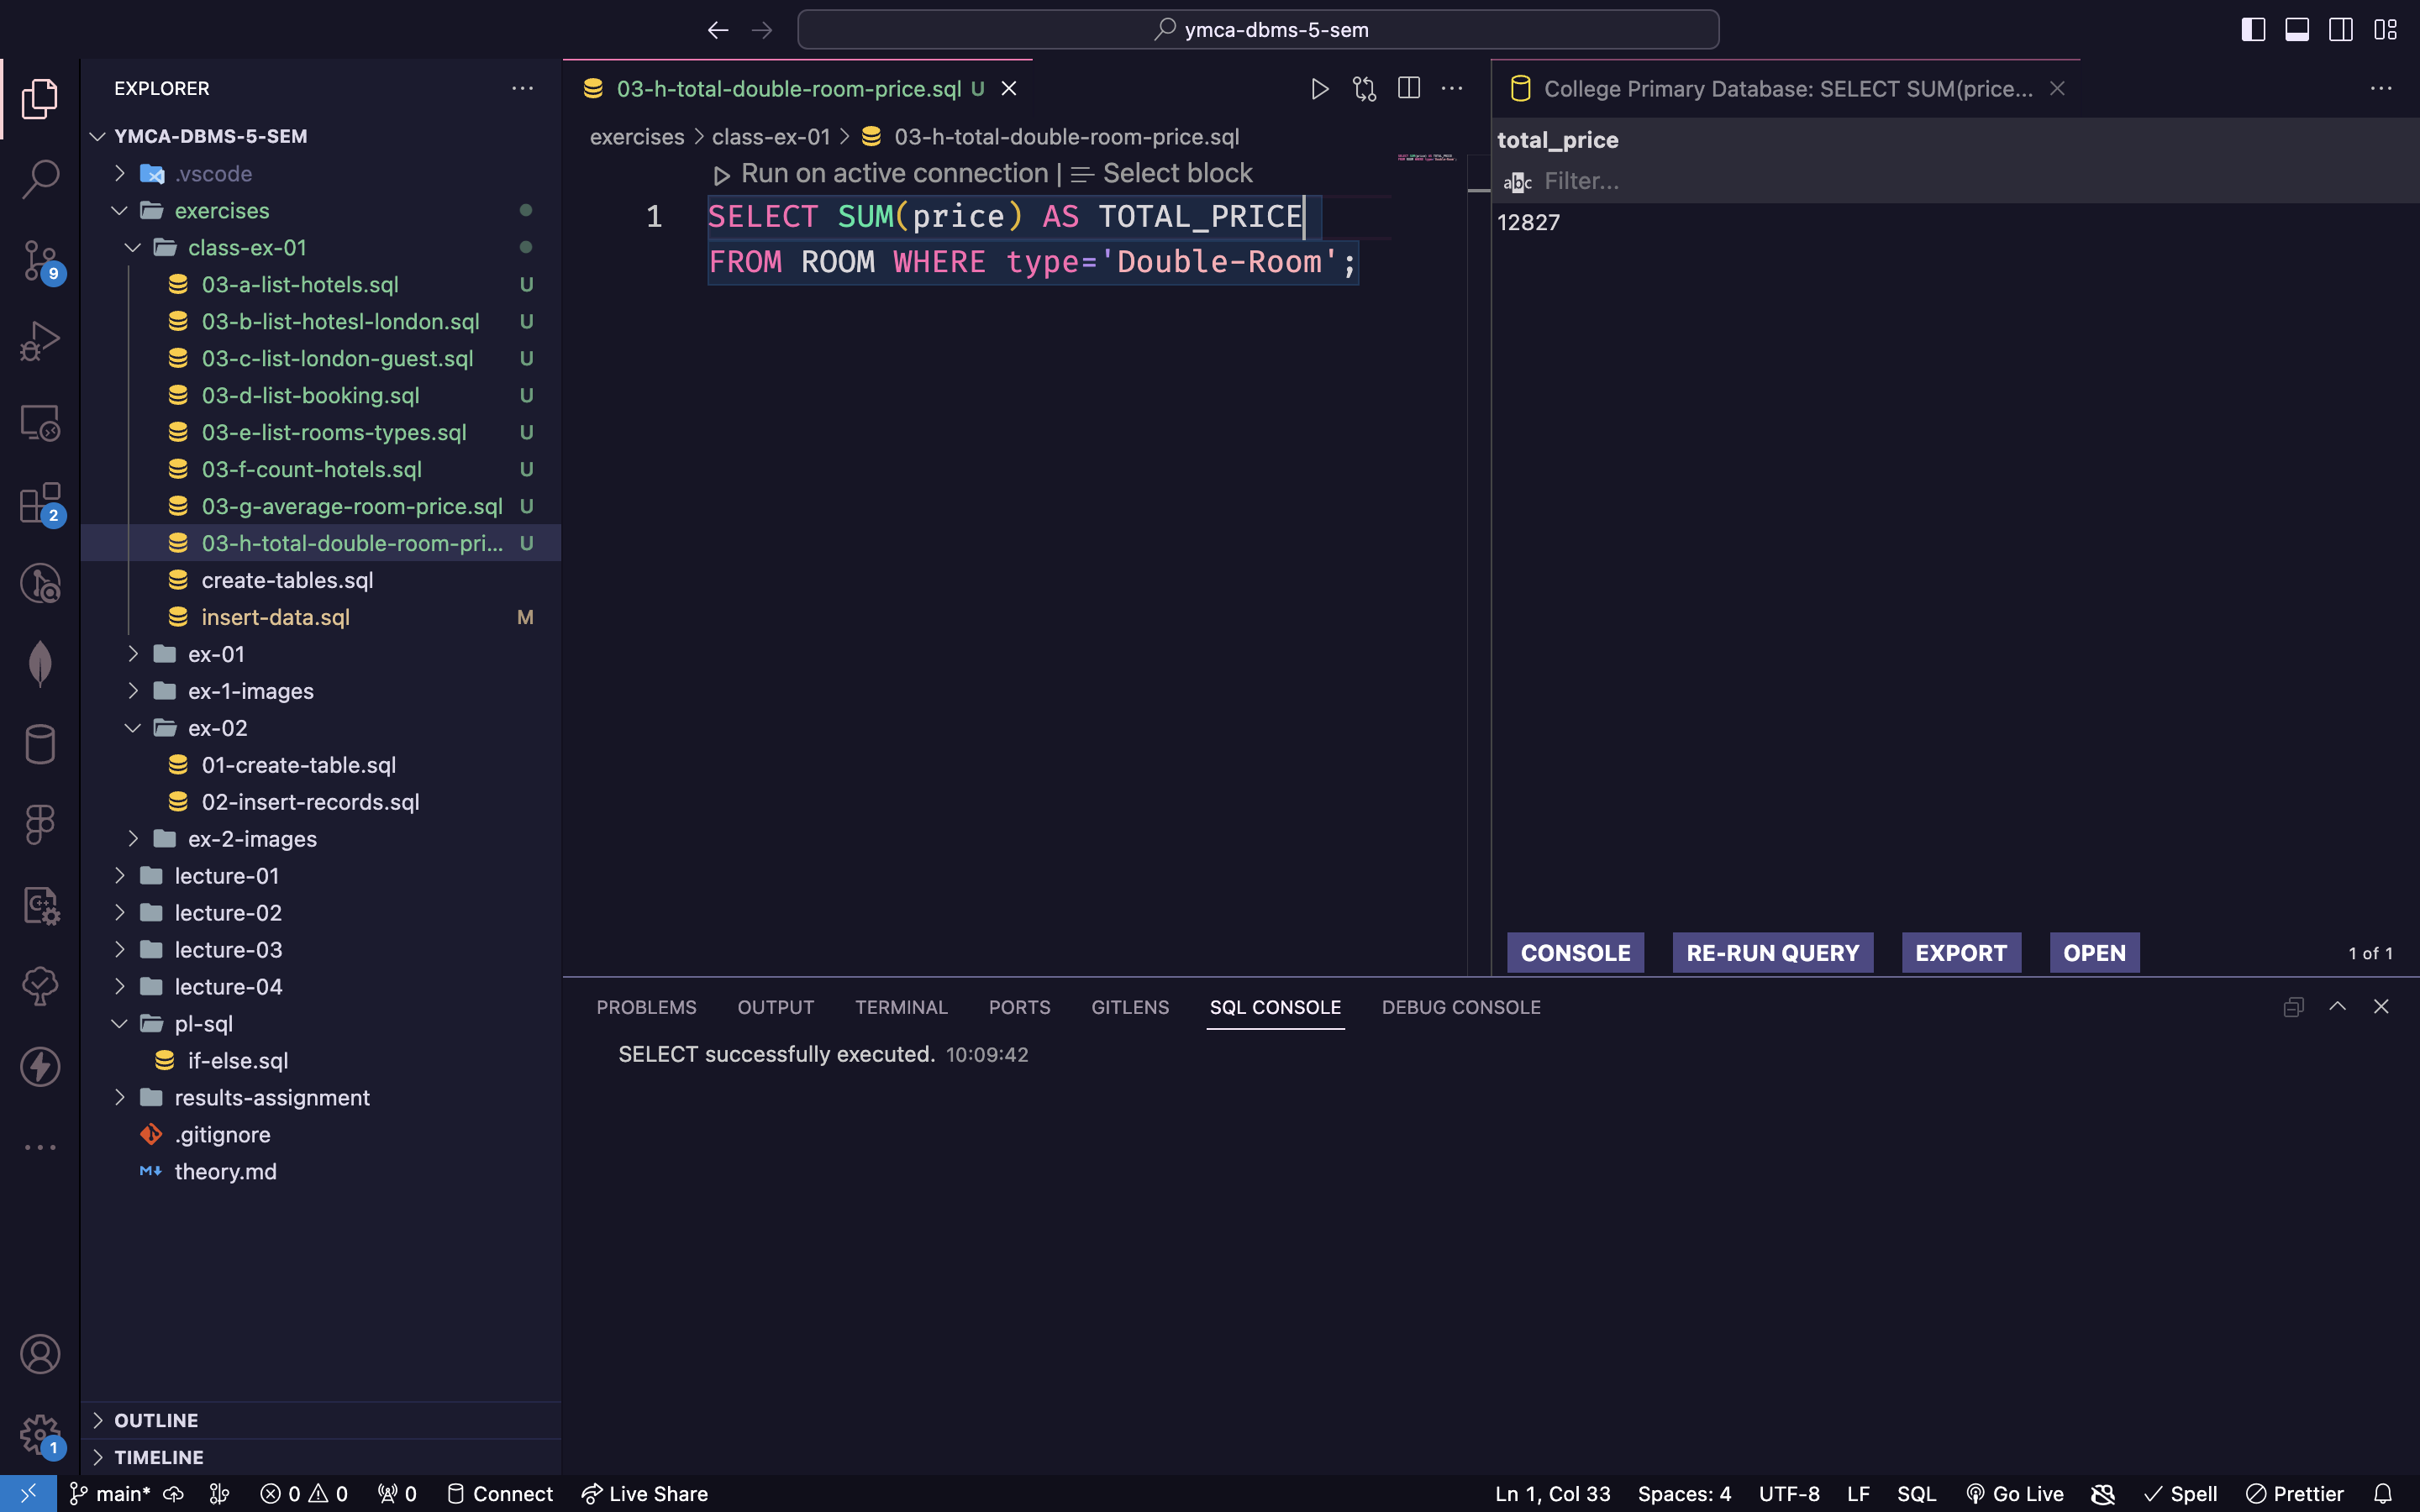 ymca-dbms-5-sem
EXPLORER
YMCA-DBMS-5-SEM
.vscode
exercises
class-ex-01
03-a-list-hotels.sql U
03-b-list-hotesl-london.sql U
03-c-list-london-guest.sql U
03-d-list-booking.sql U
03-e-list-rooms-types.sql U
03-f-count-hotels.sql U
03-g-average-room-price.sql U
03-h-total-double-room-pri... U
create-tables.sql
insert-data.sql M
ex-01
ex-1-images
ex-02
01-create-table.sql
02-insert-records.sql
ex-2-images
lecture-01
lecture-02
lecture-03
lecture-04
pl-sql
if-else.sql
results-assignment
.gitignore
theory.md
OUTLINE
TIMELINE
9
2
1
03-h-total-double-room-price.sql U
exercises > class-ex-01 > 03-h-total-double-room-price.sql
Run on active connection | Select block
1 SELECT SUM(price) AS TOTAL_PRICE
FROM ROOM WHERE type='Double-Room';
College Primary Database: SELECT SUM(price...
total_price
abc Filter...
12827
CONSOLE RE-RUN QUERY EXPORT OPEN 1 of 1
PROBLEMS OUTPUT TERMINAL PORTS GITLENS SQL CONSOLE DEBUG CONSOLE
SELECT successfully executed. 10:09:42
main* 0 0 0 Connect Live Share Ln 1, Col 33 Spaces: 4 UTF-8 LF SQL Go Live Spell Prettier